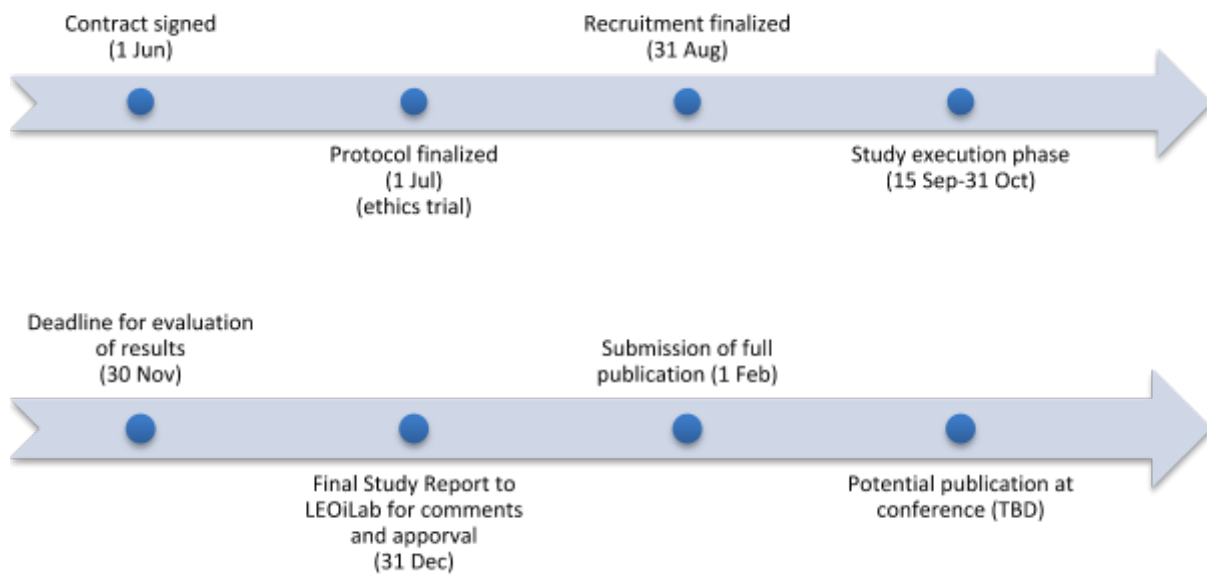 Contract signed
(1 Jun)
Recruitment finalized
(31 Aug)
Protocol finalized
(1 Jul)
(ethics trial)
Study execution phase
(15 Sep-31 Oct)
Deadline for evaluation
of results
(30 Nov)
Submission of full
publication (1 Feb)
Final Study Report to
LEOiLab for comments
and apporval
(31 Dec)
Potential publication at
conference (TBD)